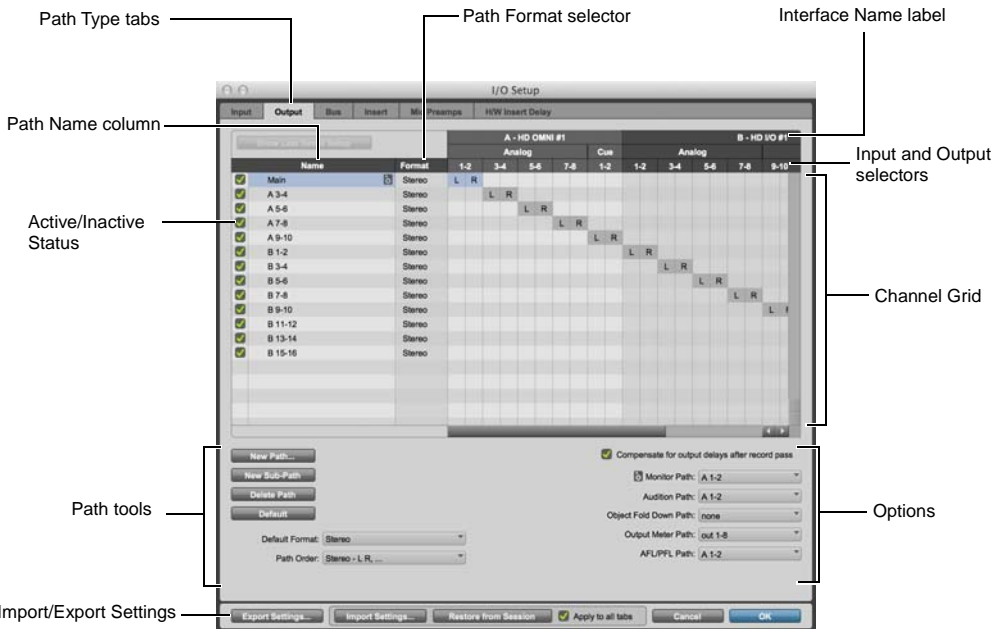 Path Type tabs
Path Format selector
Interface Name label
I/O Setup
Input Output Bus Insert Mic Preamps H/W Insert Delay
Path Name column
A - HD OMNI #1 B - HD I/O #1
Analog Cue Analog
Name Format 1-2 3-4 5-6 7-8 1-2 1-2 3-4 5-6 7-8 9-10
Input and Output
selectors
Main Stereo L R
A 3-4 Stereo L R
A 5-6 Stereo L R
Active/Inactive
Status
A 7-8 Stereo L R
A 9-10 Stereo L R
B 1-2 Stereo L R
B 3-4 Stereo L R
B 5-6 Stereo L R
B 7-8 Stereo L R
Channel Grid
B 9-10 Stereo L
B 11-12 Stereo
B 13-14 Stereo
B 15-16 Stereo
New Path...
Compensate for output delays after record pass
New Sub-Path
Monitor Path: A 1-2
Delete Path
Audition Path: A 1-2
Path tools
Default
Object Fold Down Path: none
Options
Default Format: Stereo
Output Meter Path: out 1-8
Path Order: Stereo - L R, ...
AFL/PFL Path: A 1-2
Import/Export Settings
Export Settings... Import Settings... Restore from Session Apply to all tabs Cancel OK